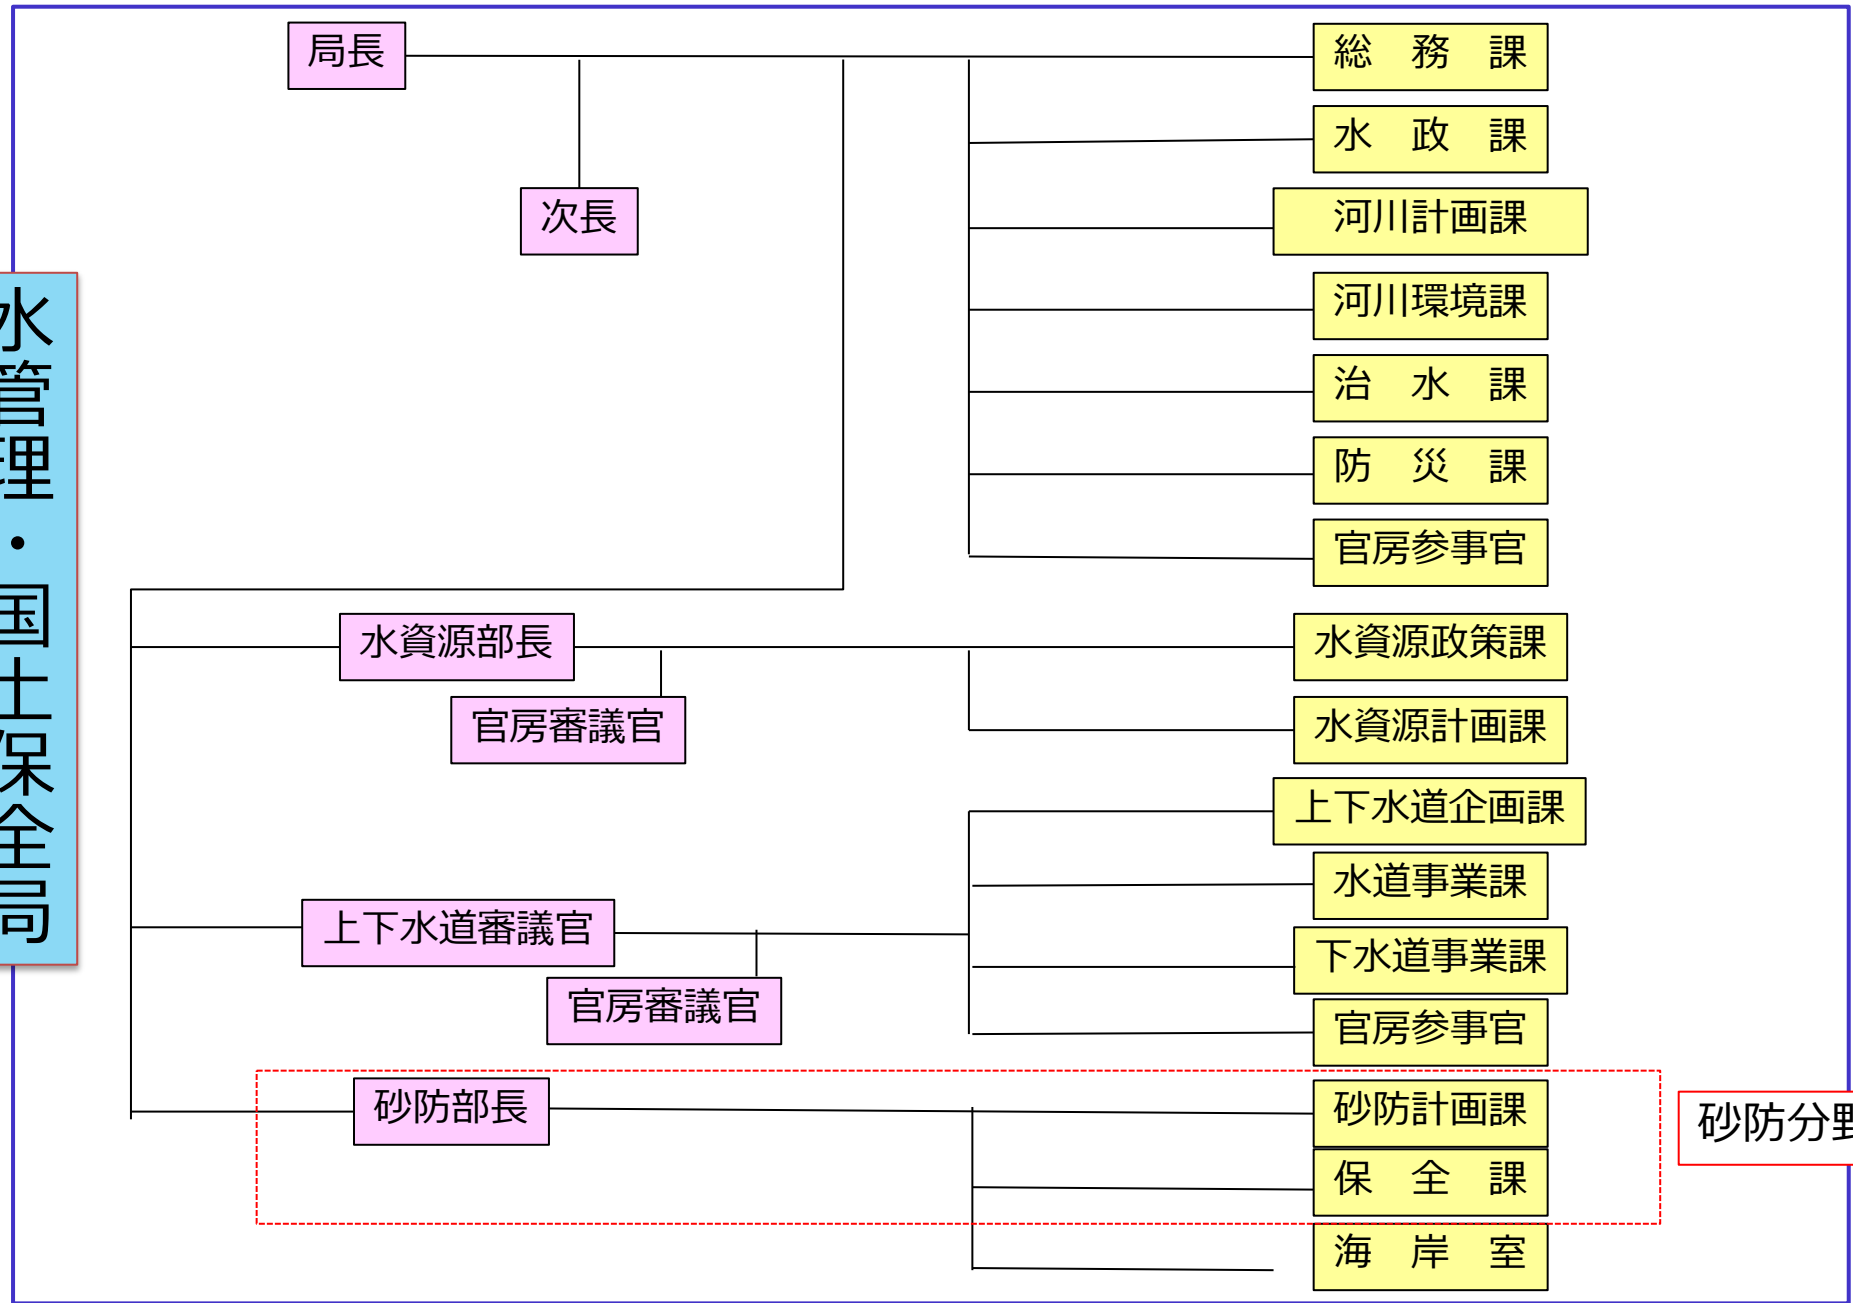 水管理・国土保全局
局長
次長
総　務　課
水　政　課
河川計画課
河川環境課
治　水　課
防　災　課
官房参事官
水資源部長
官房審議官
水資源政策課
水資源計画課
上下水道審議官
官房審議官
上下水道企画課
水道事業課
下水道事業課
官房参事官
砂防部長
砂防計画課
保　全　課
海　岸　室
砂防分野